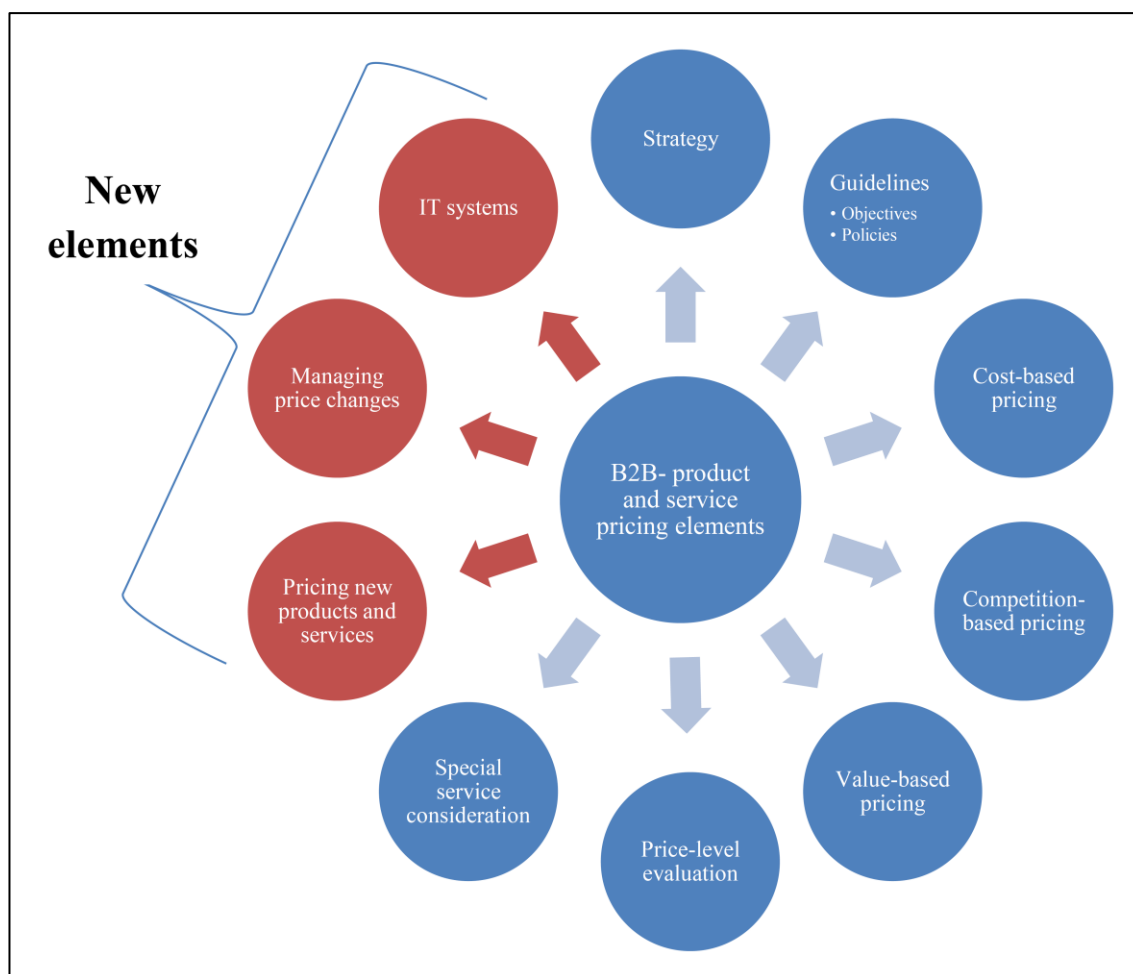 New
elements
IT systems
Strategy
Guidelines
• Objectives
• Policies
Managing
price changes
Cost-based
pricing
B2B- product
and service
pricing elements
Pricing new
products and
services
Competition-
based pricing
Special
service
consideration
Price-level
evaluation
Value-based
pricing